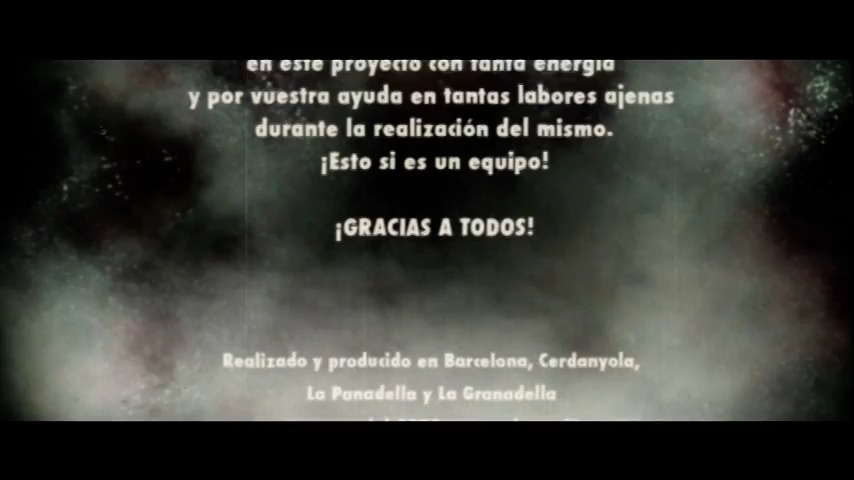 en este proyecto con tanta energía
y por vuestra ayuda en tantas labores ajenas
durante la realización del mismo.
¡Esto si es un equipo!
¡GRACIAS A TODOS!
Realizado y producido en Barcelona, Cerdanyola,
La Panadella y La Granadella